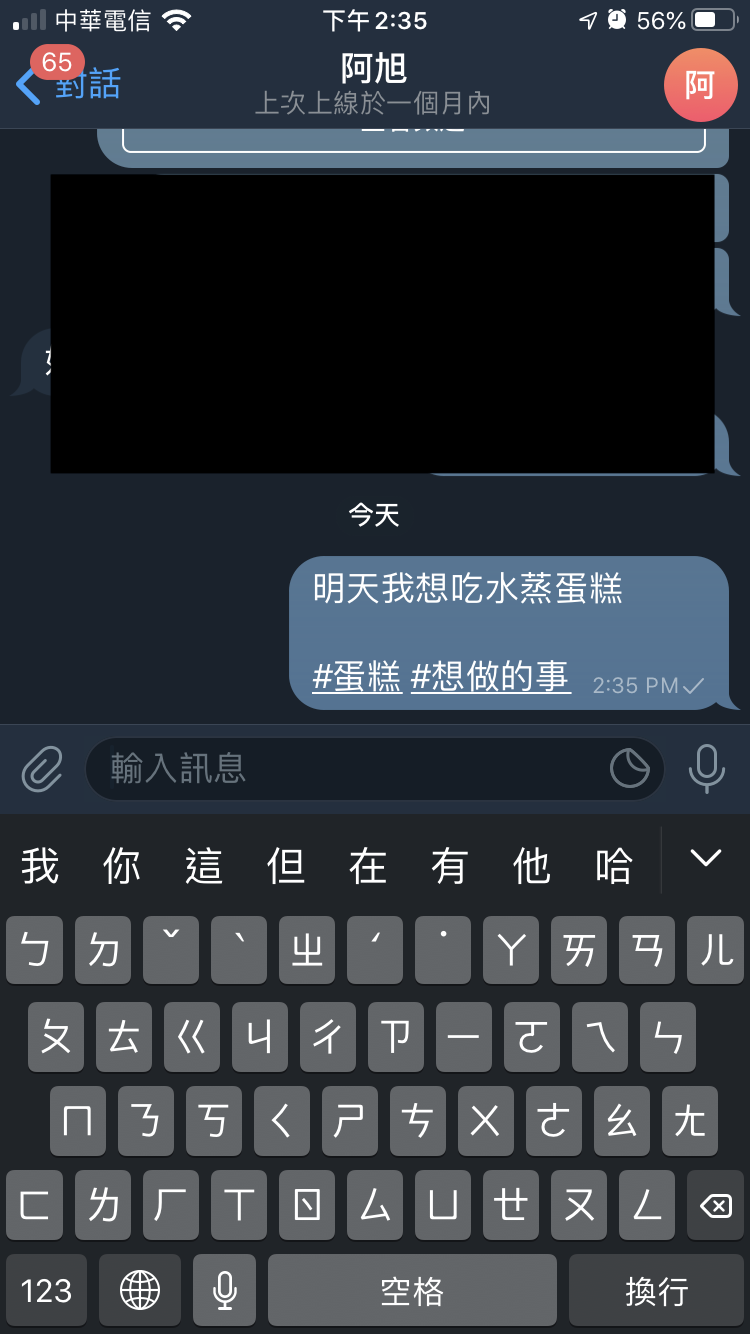 中華電信 下午2:35 56%
65
對話 阿旭 阿
上次上線於一個月內
今天
明天我想吃水蒸蛋糕
#蛋糕 #想做的事 2:35 PM
輸入訊息
我 你 這 但 在 有 他 哈
ㄅ ㄉ ˇ ˋ ㄓ ˊ ˙ ㄚ ㄞ ㄢ ㄦ
ㄆ ㄊ ㄍ ㄐ ㄔ ㄗ ㄧ ㄛ ㄟ ㄣ
ㄇ ㄋ ㄎ ㄑ ㄕ ㄘ ㄨ ㄜ ㄠ ㄤ
ㄈ ㄌ ㄏ ㄒ ㄖ ㄙ ㄩ ㄝ ㄡ ㄥ
123 空格 換行